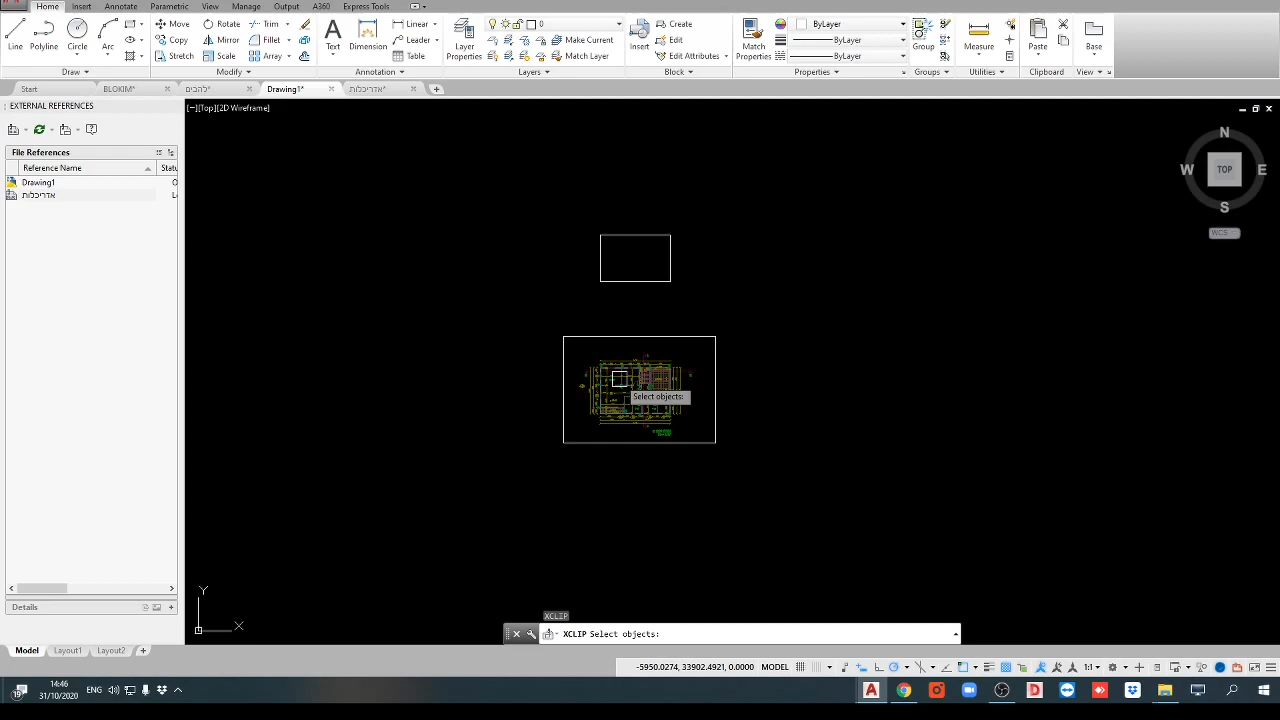 Home Insert Annotate Parametric View Manage Output A360 Express Tools
Line Polyline Circle Arc
Move Rotate Trim
Copy Mirror Fillet
Stretch Scale Array
Text Dimension
Linear
Leader
Table
Layer Properties
0
Make Current
Match Layer
Insert
Create
Edit
Edit Attributes
Match Properties
ByLayer
ByLayer
ByLayer
Group
Measure
Paste
Base
Draw Modify Annotation Layers Block Properties Groups Utilities Clipboard View
Start BLOKIM* להבים* Drawing1* אדריכלות*
EXTERNAL REFERENCES
[−][Top][2D Wireframe]
File References
Reference Name Statu
Drawing1 O
אדריכלות L
N
W TOP E
S
WCS
Select objects:
Details
Y
X
XCLIP
XCLIP Select objects:
Model Layout1 Layout2
-5950.0274, 33902.4921, 0.0000 MODEL 1:1
19 14:46 ENG
31/10/2020